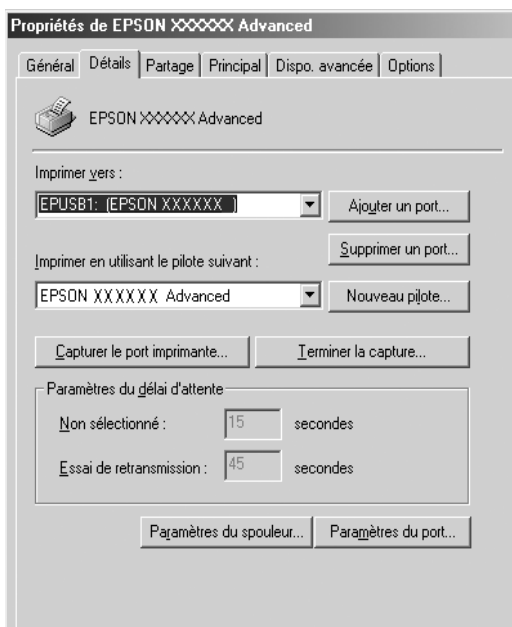 Propriétés de EPSON XXXXXX Advanced
Général Détails Partage Principal Dispo. avancée Options
EPSON XXXXXX Advanced
Imprimer vers :
EPUSB1: (EPSON XXXXXX ) Ajouter un port...
Supprimer un port...
Imprimer en utilisant le pilote suivant :
EPSON XXXXXX Advanced Nouveau pilote...
Capturer le port imprimante... Terminer la capture...
Paramètres du délai d'attente
Non sélectionné : 15 secondes
Essai de retransmission : 45 secondes
Paramètres du spouleur... Paramètres du port...